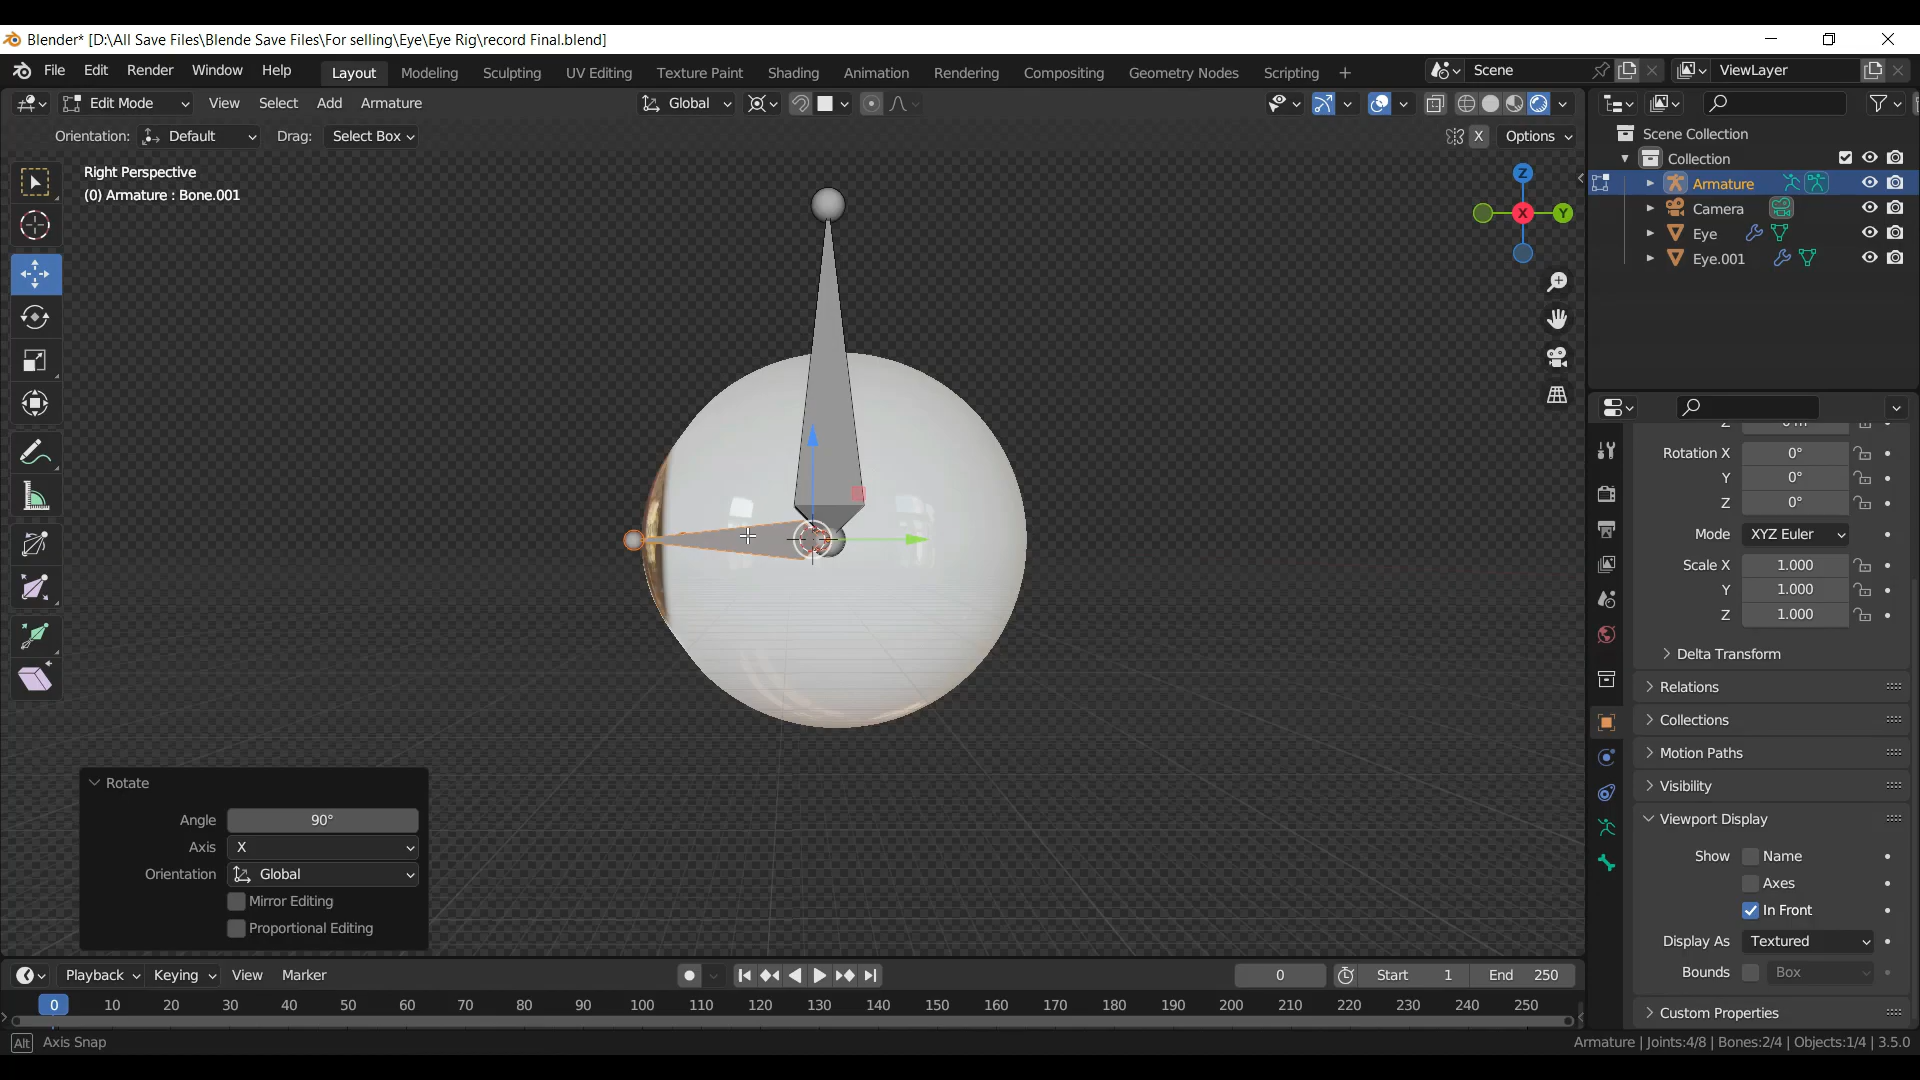 Blender* [D:\All Save Files\Blende Save Files\For selling\Eye\Eye Rig\record Final.blend]
File Edit Render Window Help Layout Modeling Sculpting UV Editing Texture Paint Shading Animation Rendering Compositing Geometry Nodes Scripting + Scene ViewLayer
Edit Mode View Select Add Armature Global
Orientation: Default Drag: Select Box X Options
Right Perspective
(0) Armature : Bone.001
Z
X
Y
Scene Collection
Collection
Armature
Camera
Eye
Eye.001
Rotation X 0°
Y 0°
Z 0°
Mode XYZ Euler
Scale X 1.000
Y 1.000
Z 1.000
Delta Transform
Relations
Collections
Motion Paths
Visibility
Viewport Display
Show Name
Axes
In Front
Display As Textured
Bounds Box
Custom Properties
Rotate
Angle 90°
Axis X
Orientation Global
Mirror Editing
Proportional Editing
Playback Keying View Marker 0 Start 1 End 250
0 10 20 30 40 50 60 70 80 90 100 110 120 130 140 150 160 170 180 190 200 210 220 230 240 250
Alt Axis Snap
Armature | Joints:4/8 | Bones:2/4 | Objects:1/4 | 3.5.0